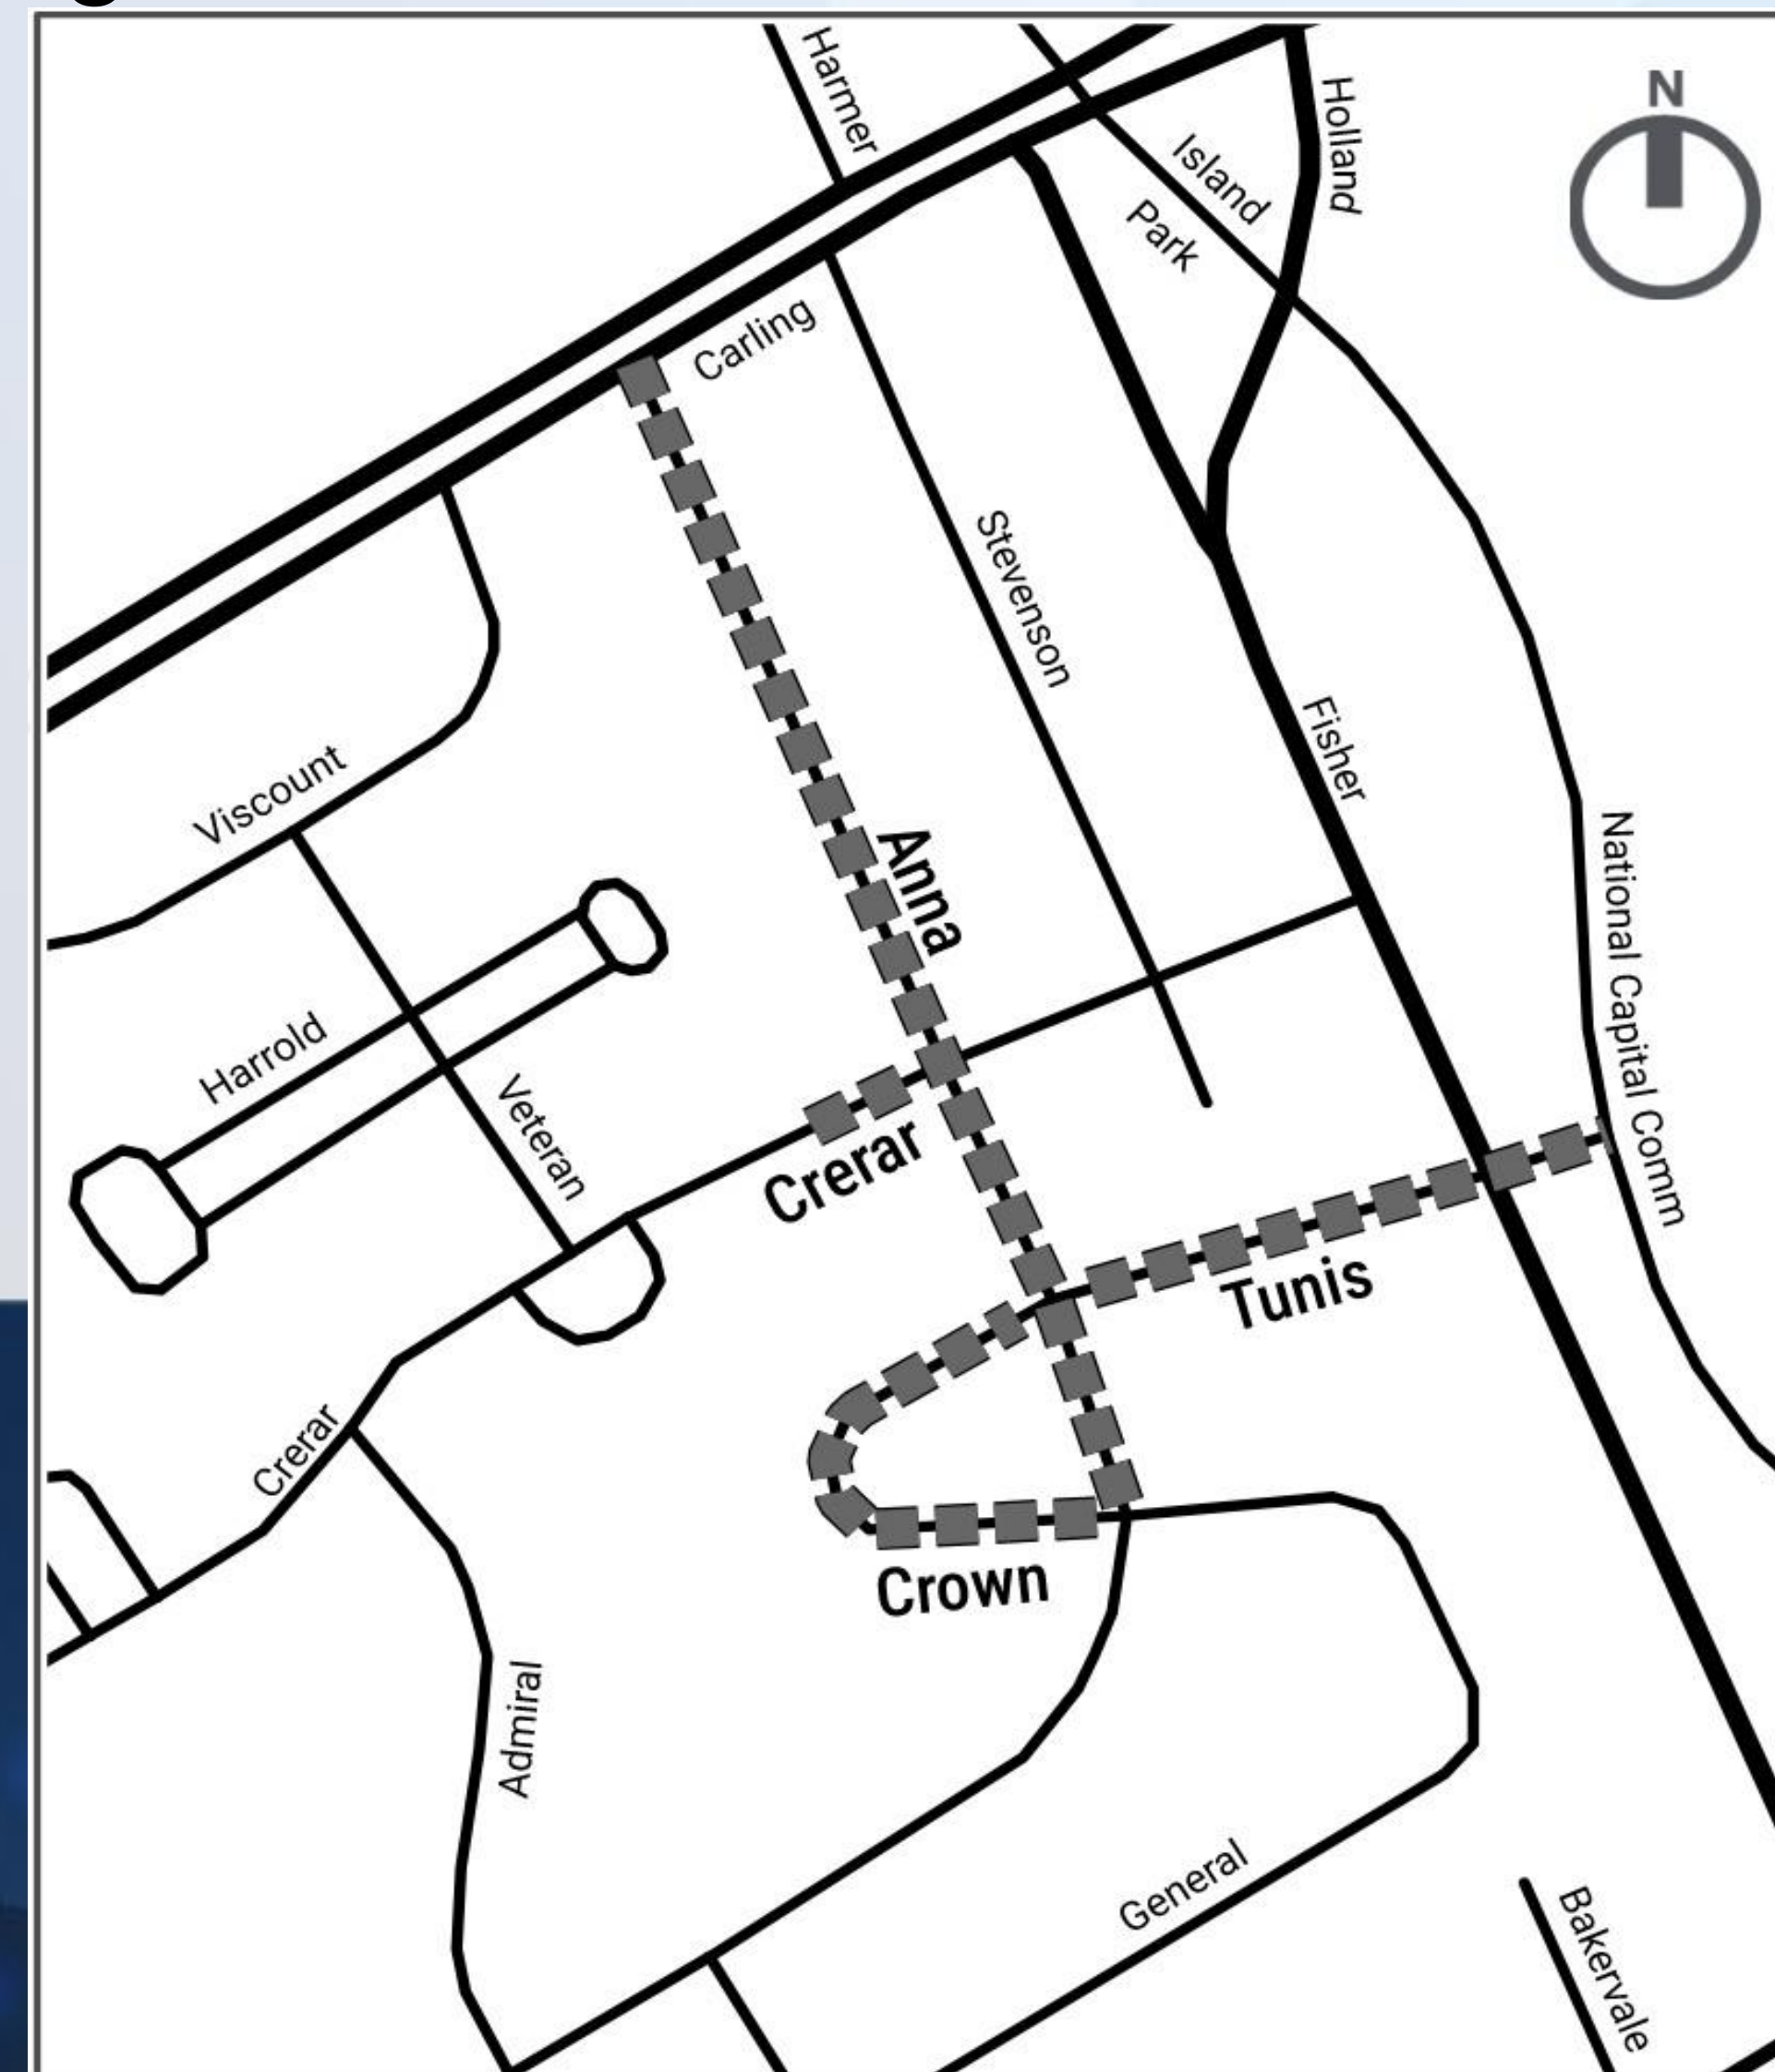 Harmer
N
Holland
Island
Park
Carling
Stevenson
Fisher
Viscount
Anna
National Capital Comm
Harrold
Veteran
Crerar
Tunis
Crerar
Crown
Admiral
General
Bakervale